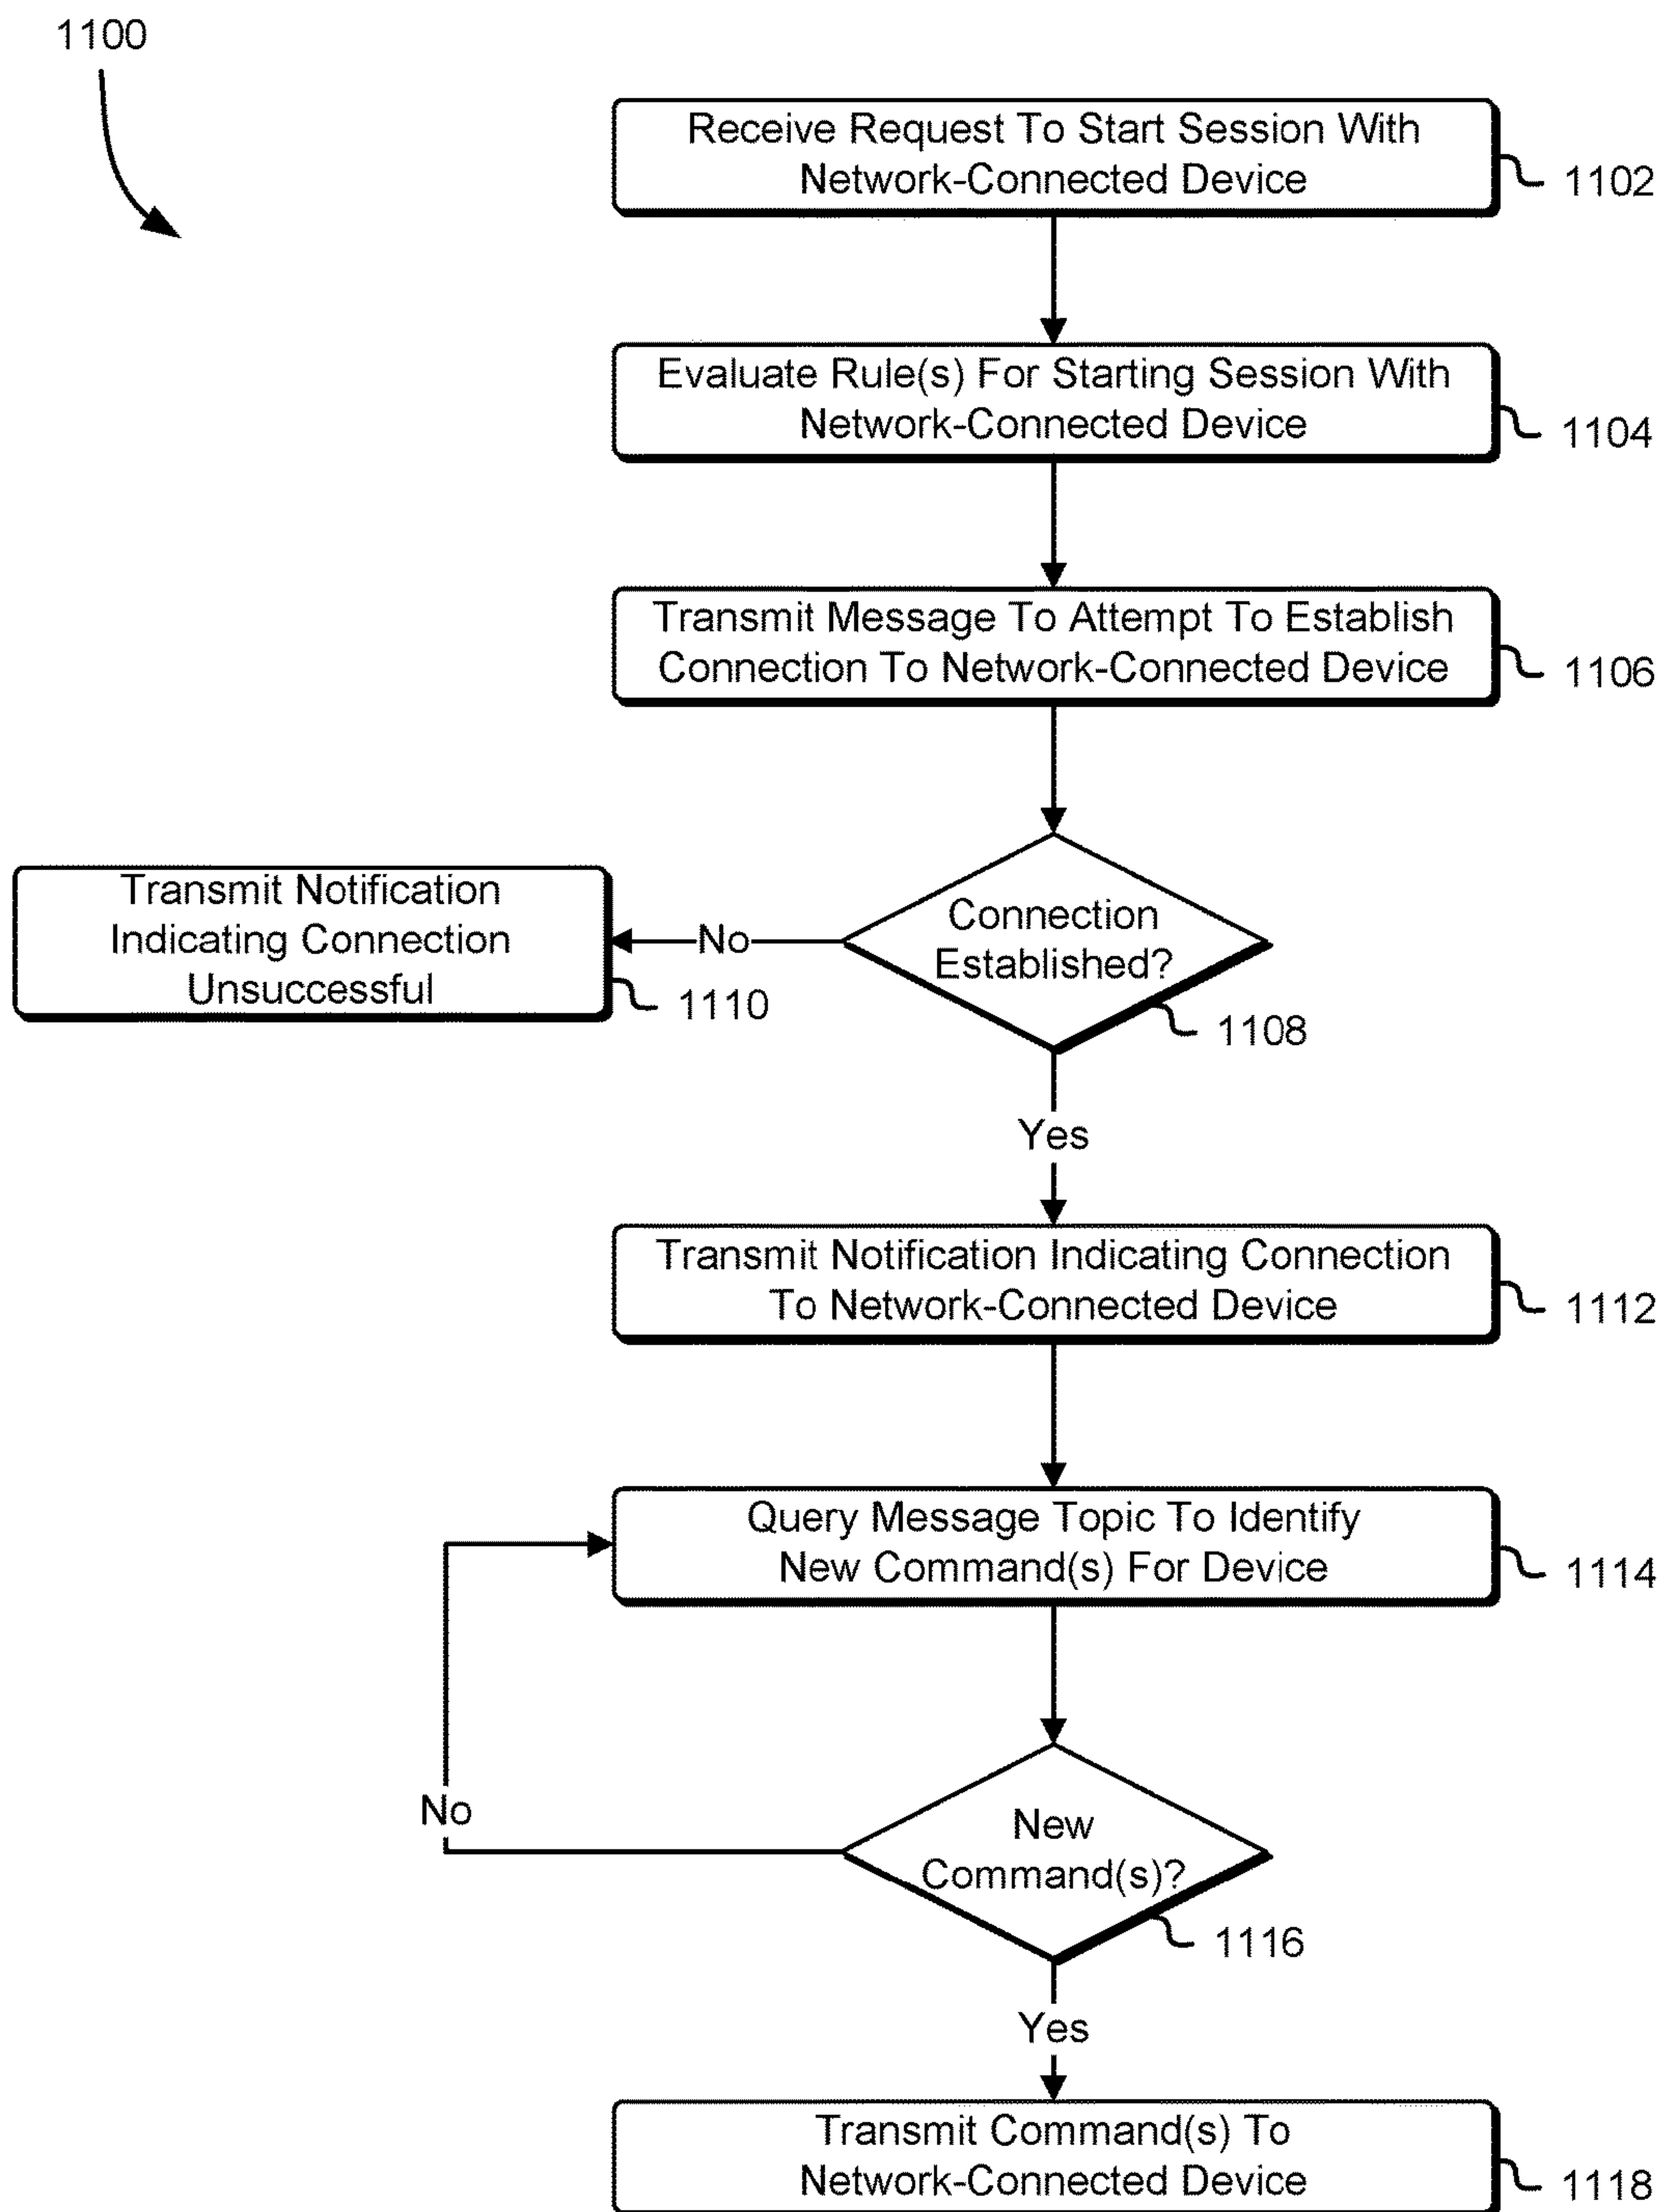 1100
Receive Request To Start Session With
Network-Connected Device
1102
Evaluate Rule(s) For Starting Session With
Network-Connected Device
1104
Transmit Message To Attempt To Establish
Connection To Network-Connected Device
1106
Connection
Established?
1108
No
Transmit Notification
Indicating Connection
Unsuccessful
1110
Yes
Transmit Notification Indicating Connection
To Network-Connected Device
1112
Query Message Topic To Identify
New Command(s) For Device
1114
New
Command(s)?
1116
No
Yes
Transmit Command(s) To
Network-Connected Device
1118